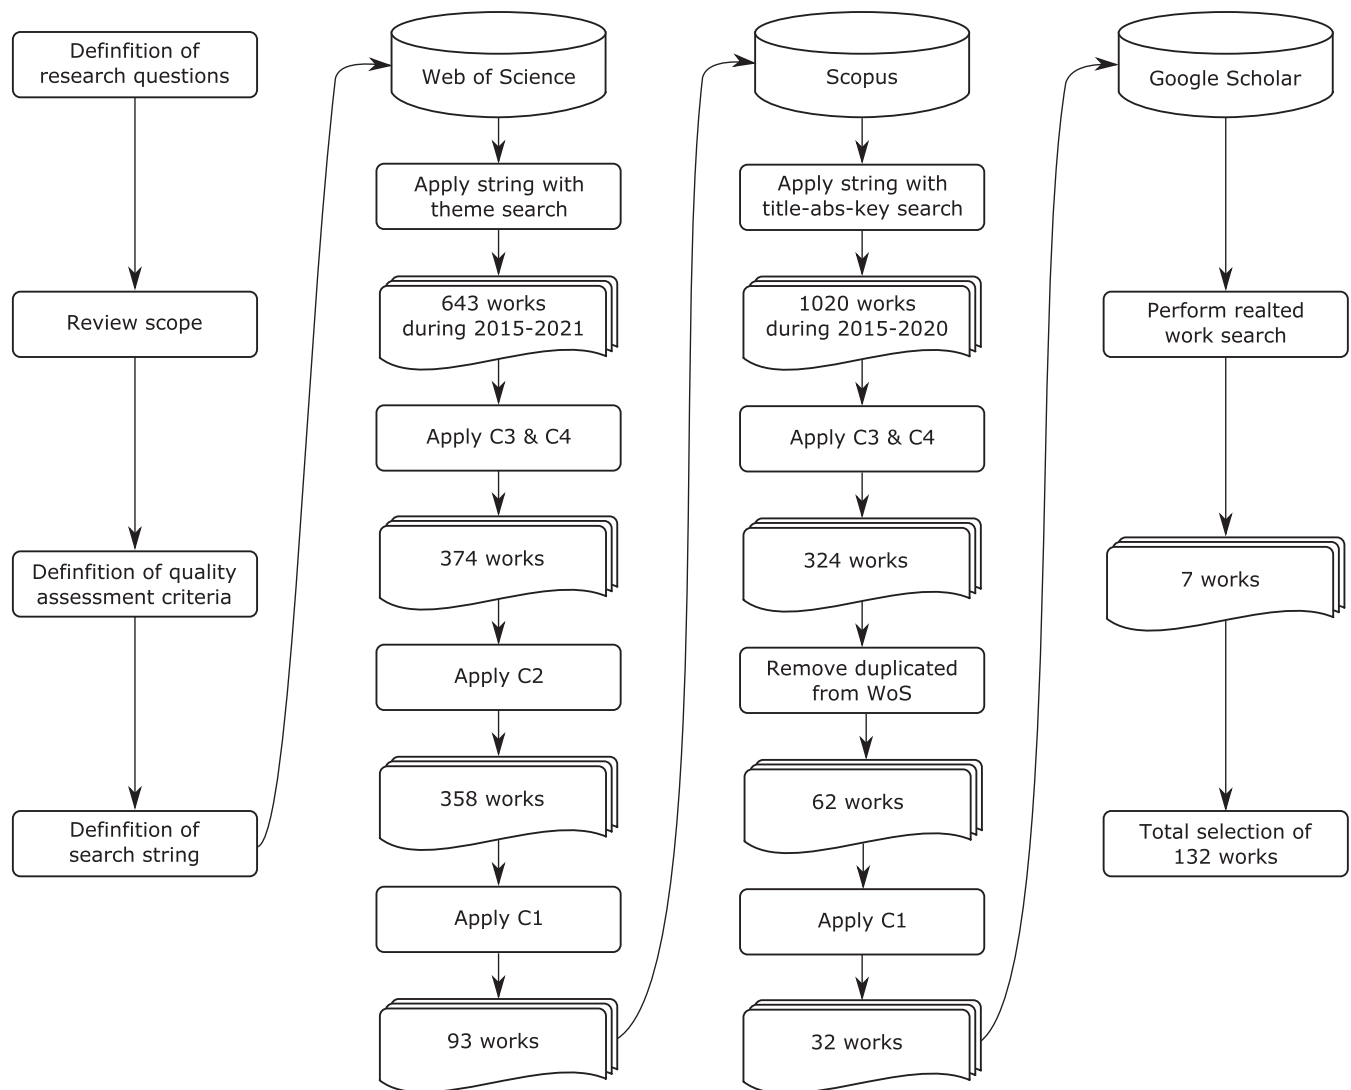 Definfition of
research questions
Review scope
Definfition of quality
assessment criteria
Definfition of
search string
Web of Science
Apply string with
theme search
643 works
during 2015-2021
Apply C3 & C4
374 works
Apply C2
358 works
Apply C1
93 works
Scopus
Apply string with
title-abs-key search
1020 works
during 2015-2020
Apply C3 & C4
324 works
Remove duplicated
from WoS
62 works
Apply C1
32 works
Google Scholar
Perform realted
work search
7 works
Total selection of
132 works